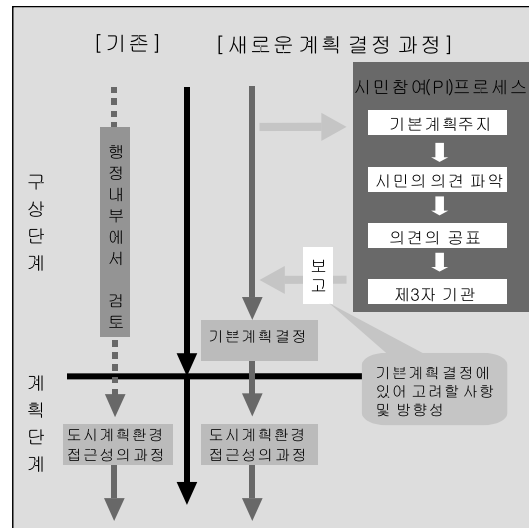 [기존]
[새로운 계획 결정 과정]
구상단계
행정내부에서 검토
시민참여(PI)프로세스
기본계획주지
시민의 의견 파악
의견의 공표
제3자 기관
보고
기본계획결정
기본계획결정에
있어 고려할 사항
및 방향성
계획단계
도시계획환경
접근성의과정
도시계획환경
접근성의과정